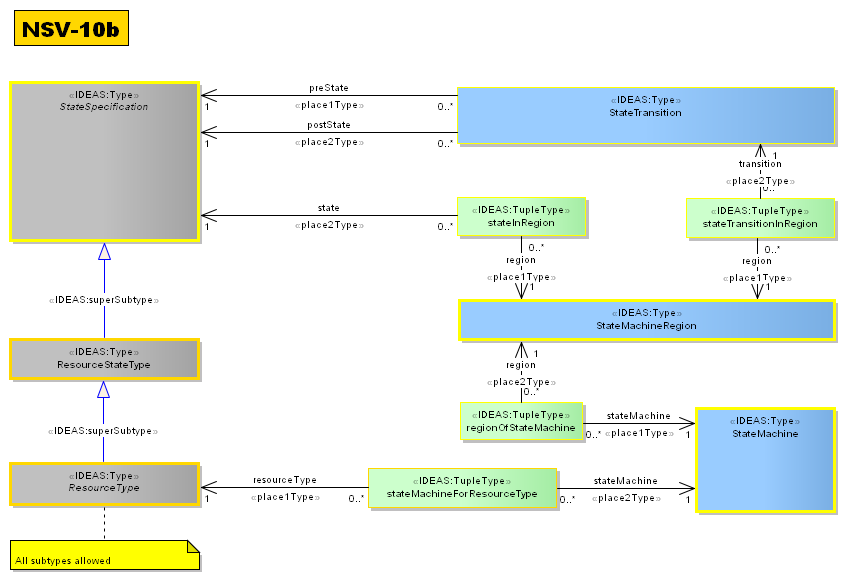 NSV-10b
«IDEAS:Type»
StateSpecification
preState
1
«place1Type»
0..*
postState
1
«place2Type»
0..*
«IDEAS:Type»
StateTransition
1
transition
«place2Type»
0..*
state
1
«place2Type»
0..*
«IDEAS:TupleType»
stateInRegion
«IDEAS:TupleType»
stateTransitionInRegion
0..*
region
«place1Type»
1
0..*
region
«place1Type»
1
«IDEAS:superSubtype»
«IDEAS:Type»
StateMachineRegion
«IDEAS:Type»
ResourceStateType
1
region
«place2Type»
0..*
«IDEAS:superSubtype»
«IDEAS:TupleType»
regionOfStateMachine
stateMachine
0..* «place1Type» 1
«IDEAS:Type»
StateMachine
«IDEAS:Type»
ResourceType
resourceType
1
«place1Type»
0..*
«IDEAS:TupleType»
stateMachineForResourceType
stateMachine
0..*
«place2Type»
1
All subtypes allowed